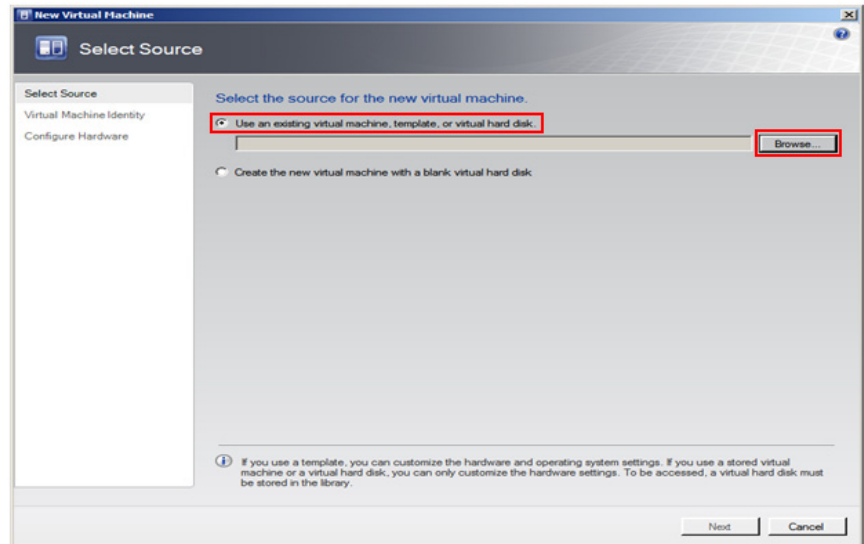 New Virtual Machine
Select Source
Select Source
Virtual Machine Identity
Configure Hardware
Select the source for the new virtual machine.
Use an existing virtual machine, template, or virtual hard disk.
Browse...
Create the new virtual machine with a blank virtual hard disk
If you use a template, you can customize the hardware and operating system settings. If you use a stored virtual
machine or a virtual hard disk, you can only customize the hardware settings. To be accessed, a virtual hard disk must
be stored in the library.
Next
Cancel